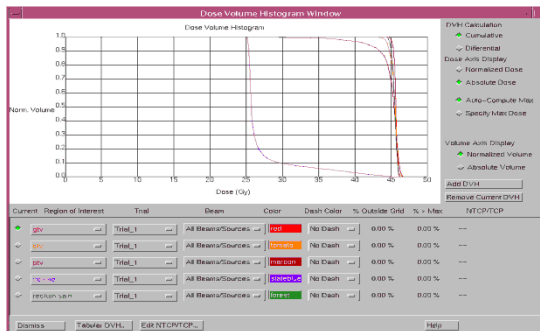 Dose Volume Histogram Window
Dose Volume Histogram
1.0
0.9
0.8
0.7
0.6
0.5
0.4
0.3
0.2
0.1
0.0
Norm. Volume
0 5 10 15 20 25 30 35 40 45 50
Dose (Gy)
DVH Calculation
Cumulative
Differential
Dose Axis Display
Normalized Dose
Absolute Dose
Auto-Compute Max
Specify Max Dose
Volume Axis Display
Normalized Volume
Absolute Volume
Add DVH
Remove Current DVH
Current Region of Interest Trial Beam Color Dash Color % Outside Grid % > Max NTCP/TCP
gtv Trial_1 All Beams/Sources red No Dash 0.00 % 0.00 % --
Trial_1 All Beams/Sources tomato No Dash 0.00 % 0.00 % --
ptv Trial_1 All Beams/Sources maroon No Dash 0.00 % 0.00 % --
Trial_1 All Beams/Sources slateblue No Dash 0.00 % 0.00 % --
Trial_1 All Beams/Sources forest No Dash 0.00 % 0.00 % --
Dismiss Tabular DVH... Edit NTCP/TCP... Help